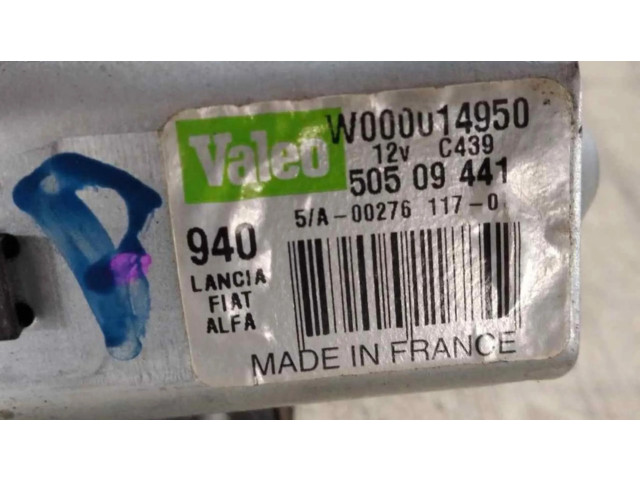 Valeo W000014950
12v C439
505 09 441
5/A-00276 117-0
940
LANCIA
FIAT
ALFA
MADE IN FRANCE